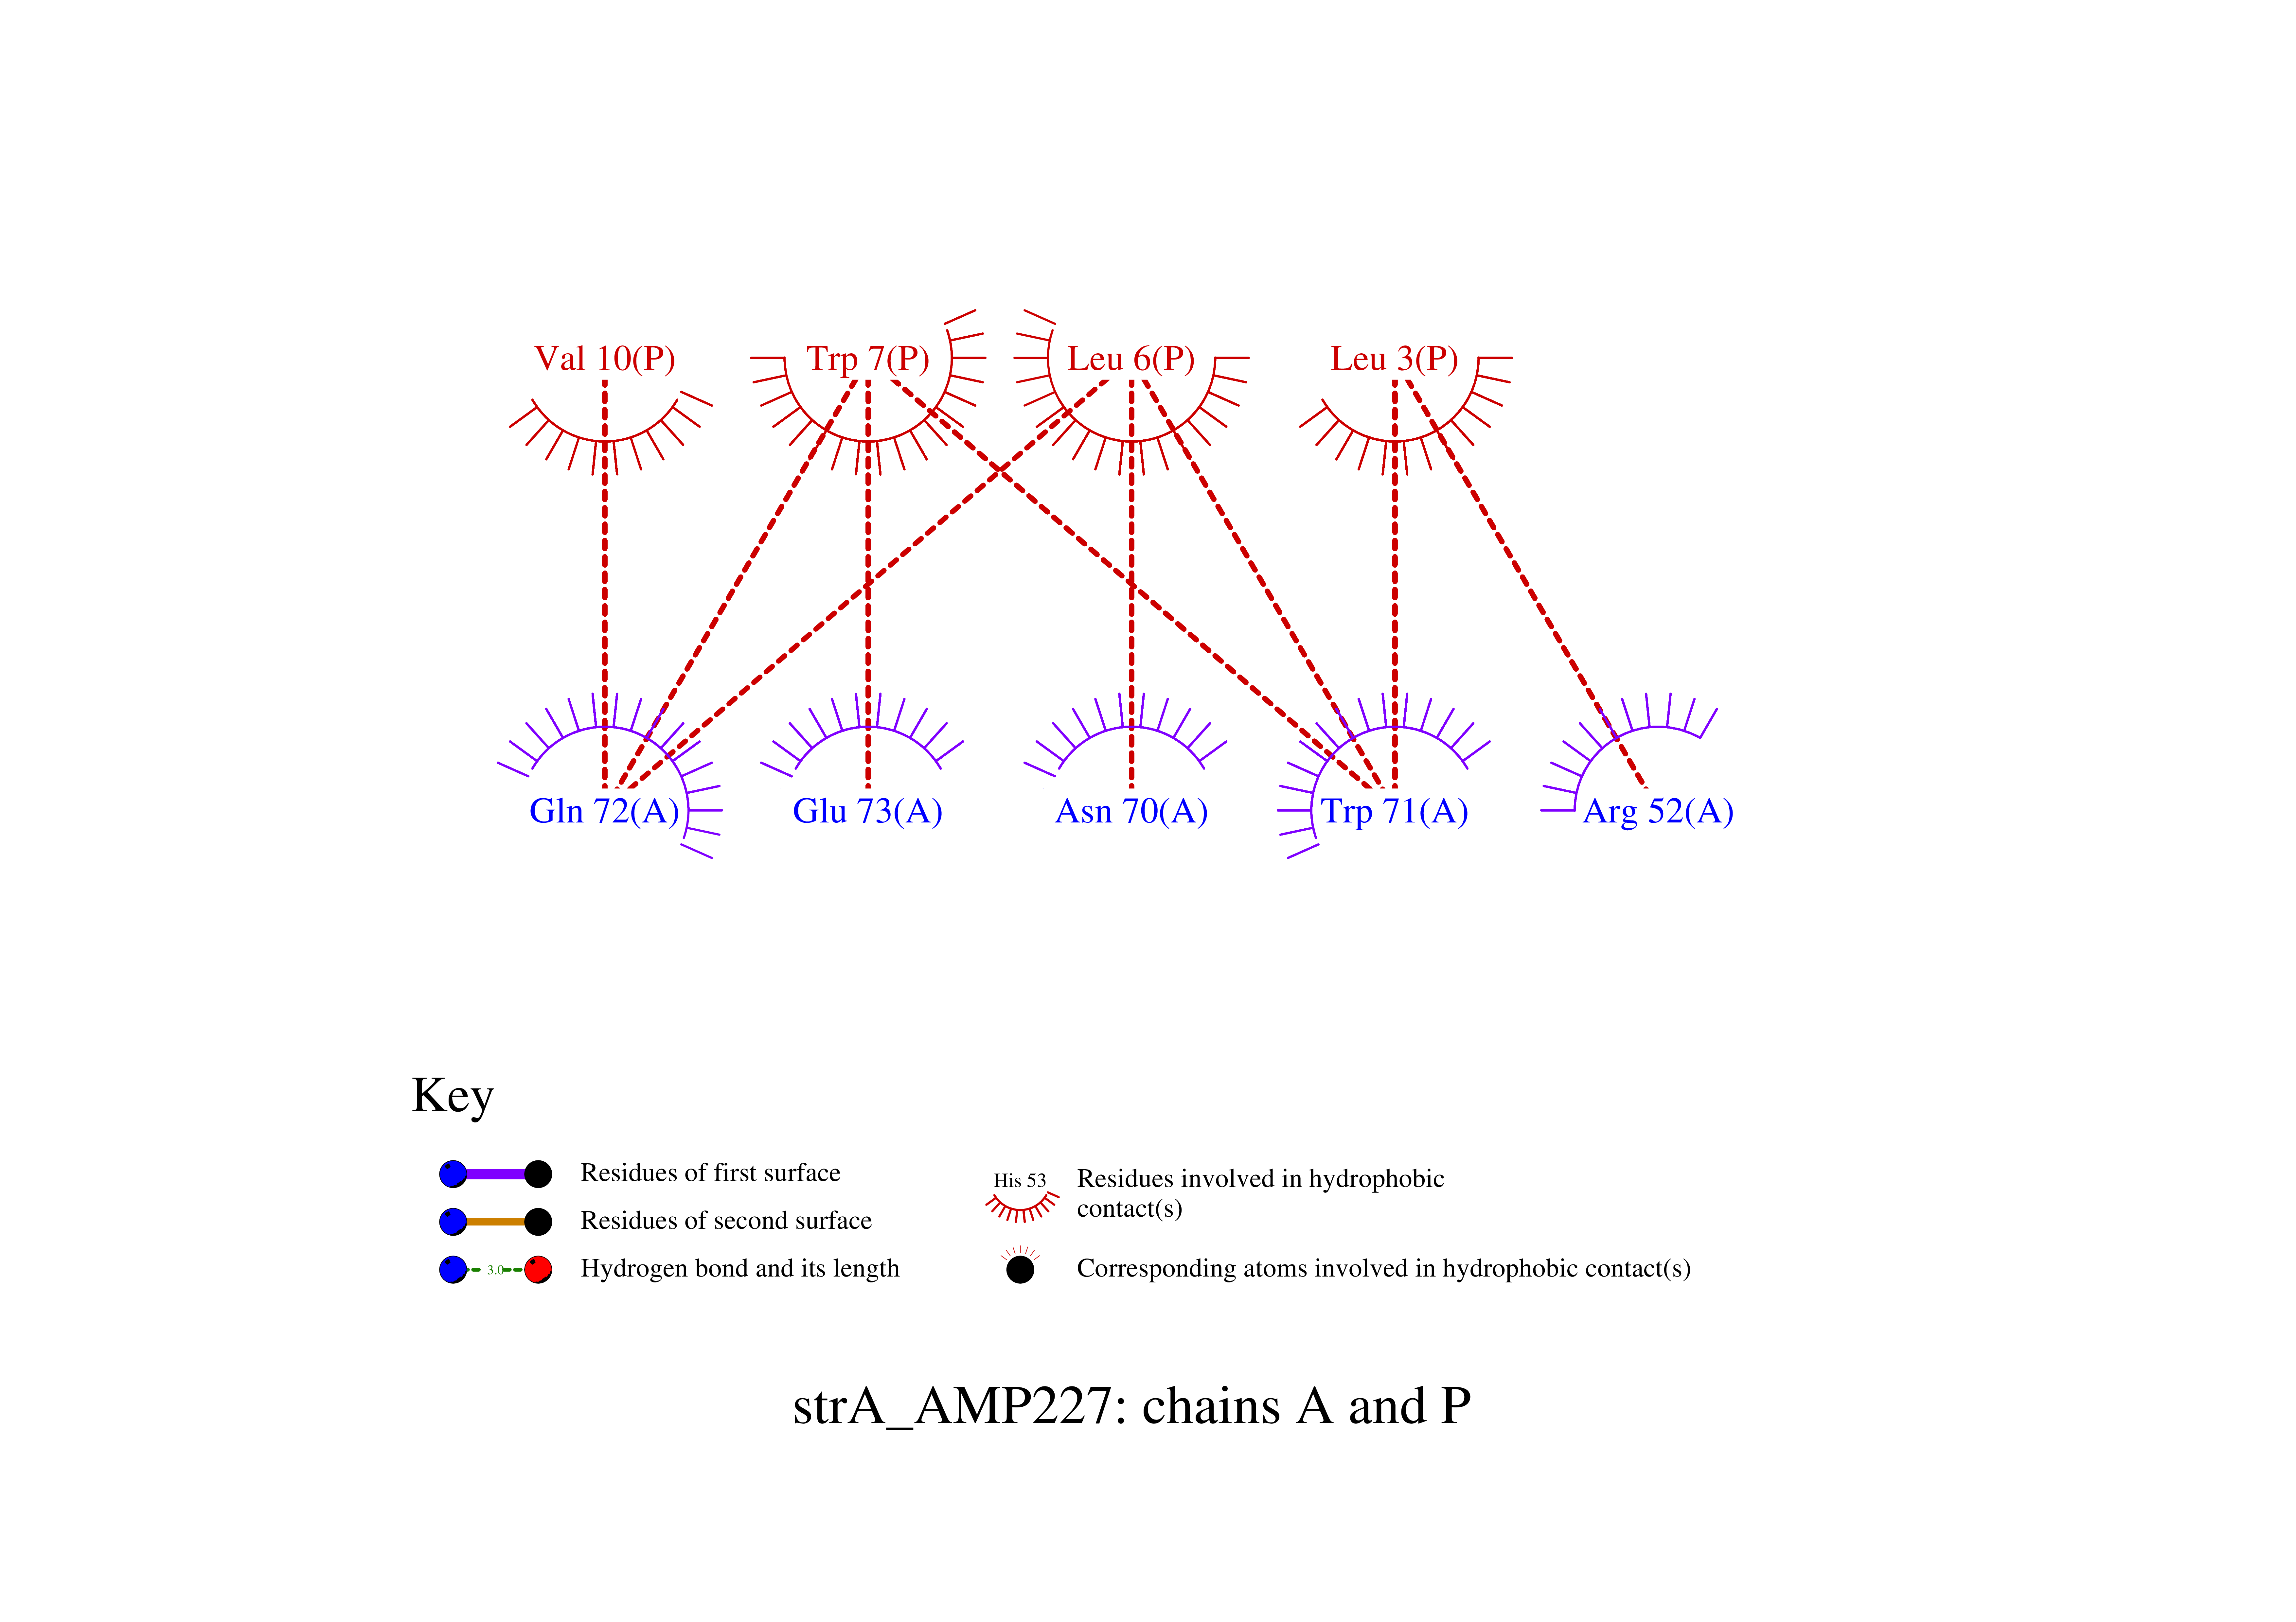 Val 10(P) Trp 7(P) Leu 6(P) Leu 3(P)
Gln 72(A) Glu 73(A) Asn 70(A) Trp 71(A) Arg 52(A)
Key
Residues of first surface
Residues of second surface
3.0 Hydrogen bond and its length
His 53 Residues involved in hydrophobic
contact(s)
Corresponding atoms involved in hydrophobic contact(s)
strA_AMP227: chains A and P